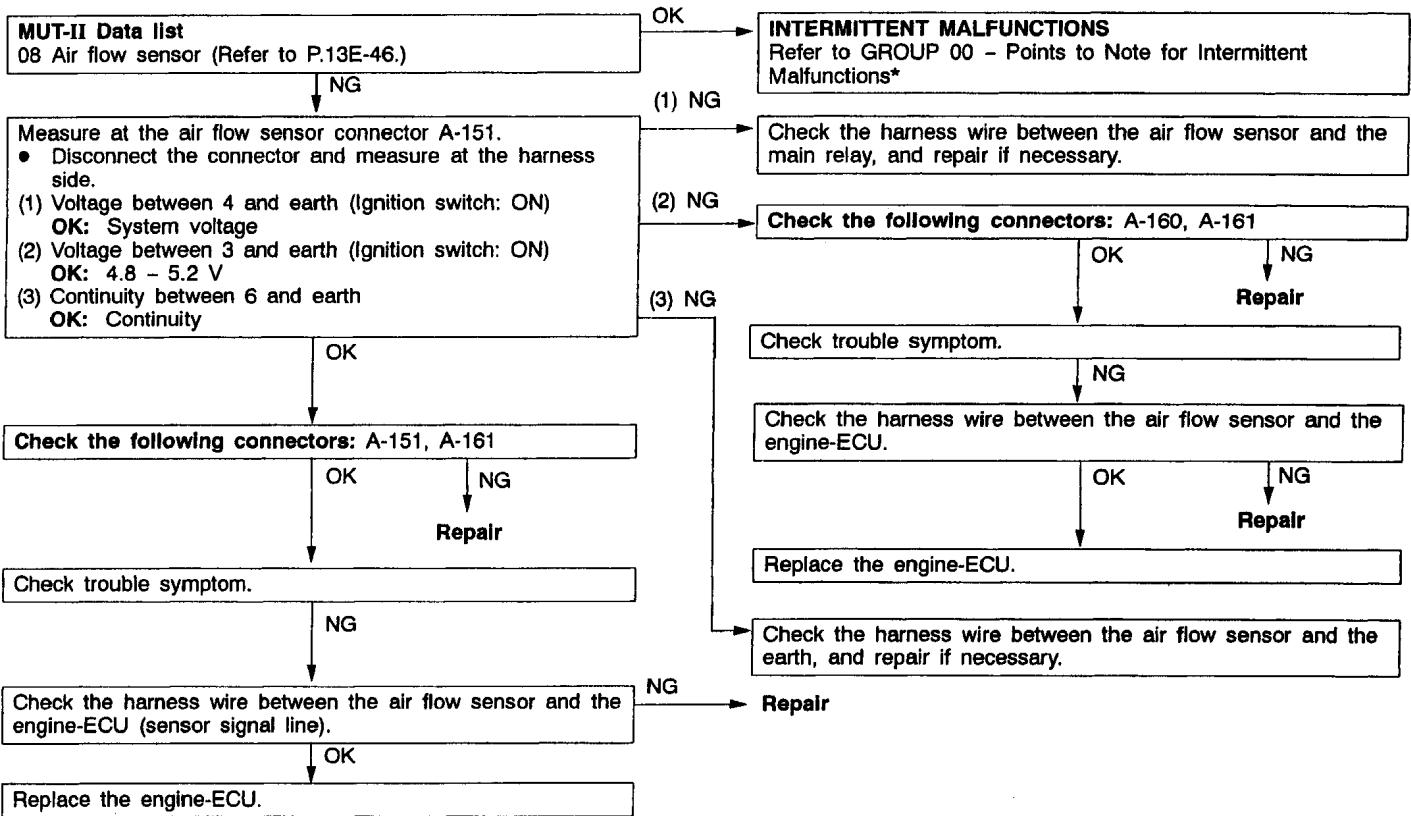 MUT-II Data list
08 Air flow sensor (Refer to P.13E-46.)
OK
INTERMITTENT MALFUNCTIONS
Refer to GROUP 00 – Points to Note for Intermittent
Malfunctions*
NG
Measure at the air flow sensor connector A-151.
● Disconnect the connector and measure at the harness
side.
(1) Voltage between 4 and earth (Ignition switch: ON)
OK: System voltage
(2) Voltage between 3 and earth (Ignition switch: ON)
OK: 4.8 – 5.2 V
(3) Continuity between 6 and earth
OK: Continuity
(1) NG
Check the harness wire between the air flow sensor and the
main relay, and repair if necessary.
(2) NG
Check the following connectors: A-160, A-161
OK
NG
Repair
Check trouble symptom.
NG
Check the harness wire between the air flow sensor and the
engine-ECU.
OK
NG
Repair
Replace the engine-ECU.
(3) NG
Check the harness wire between the air flow sensor and the
earth, and repair if necessary.
OK
Check the following connectors: A-151, A-161
OK
NG
Repair
Check trouble symptom.
NG
Check the harness wire between the air flow sensor and the
engine-ECU (sensor signal line).
NG
Repair
OK
Replace the engine-ECU.